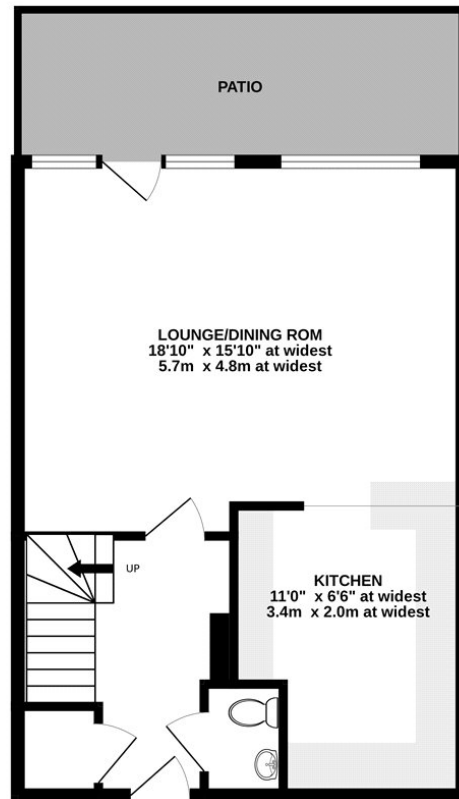 PATIO
LOUNGE/DINING ROM
18'10" x 15'10" at widest
5.7m x 4.8m at widest
UP
KITCHEN
11'0" x 6'6" at widest
3.4m x 2.0m at widest